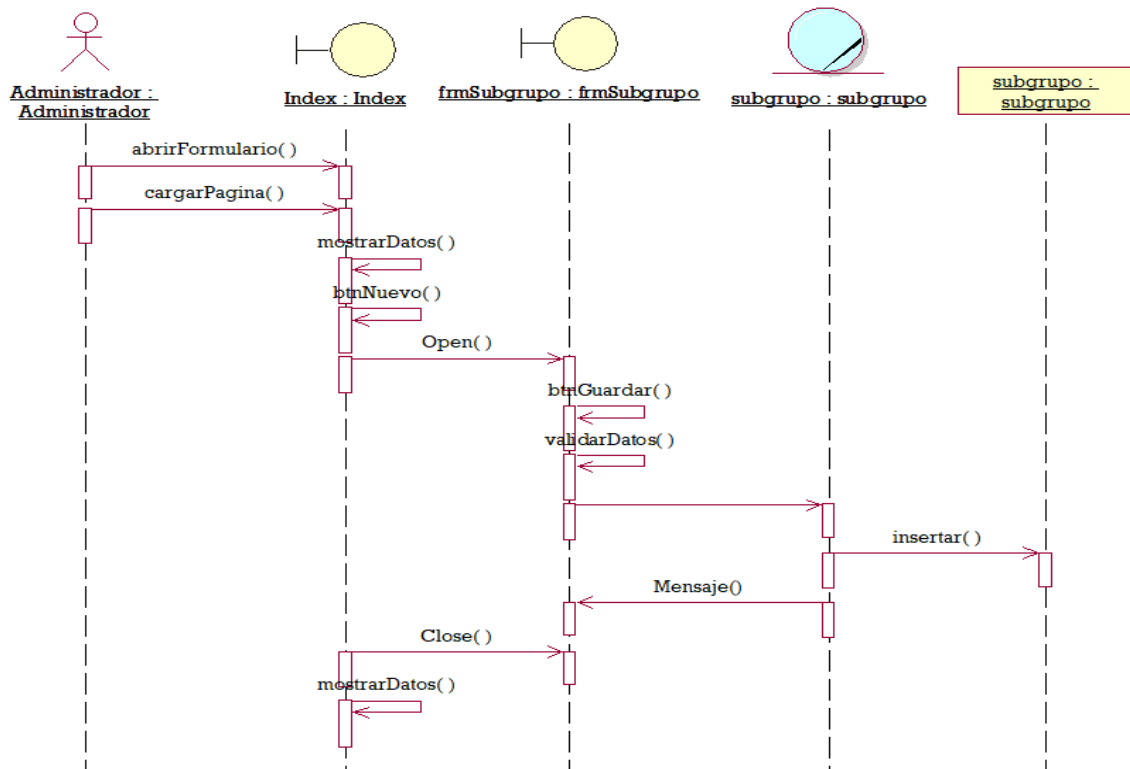 Administrador :
Administrador
Index : Index
frmSubgrupo : frmSubgrupo
subgrupo : subgrupo
subgrupo :
subgrupo
abrirFormulario( )
cargarPagina( )
mostrarDatos( )
btnNuevo( )
Open( )
btnGuardar( )
validarDatos( )
insertar( )
Mensaje()
Close( )
mostrarDatos( )